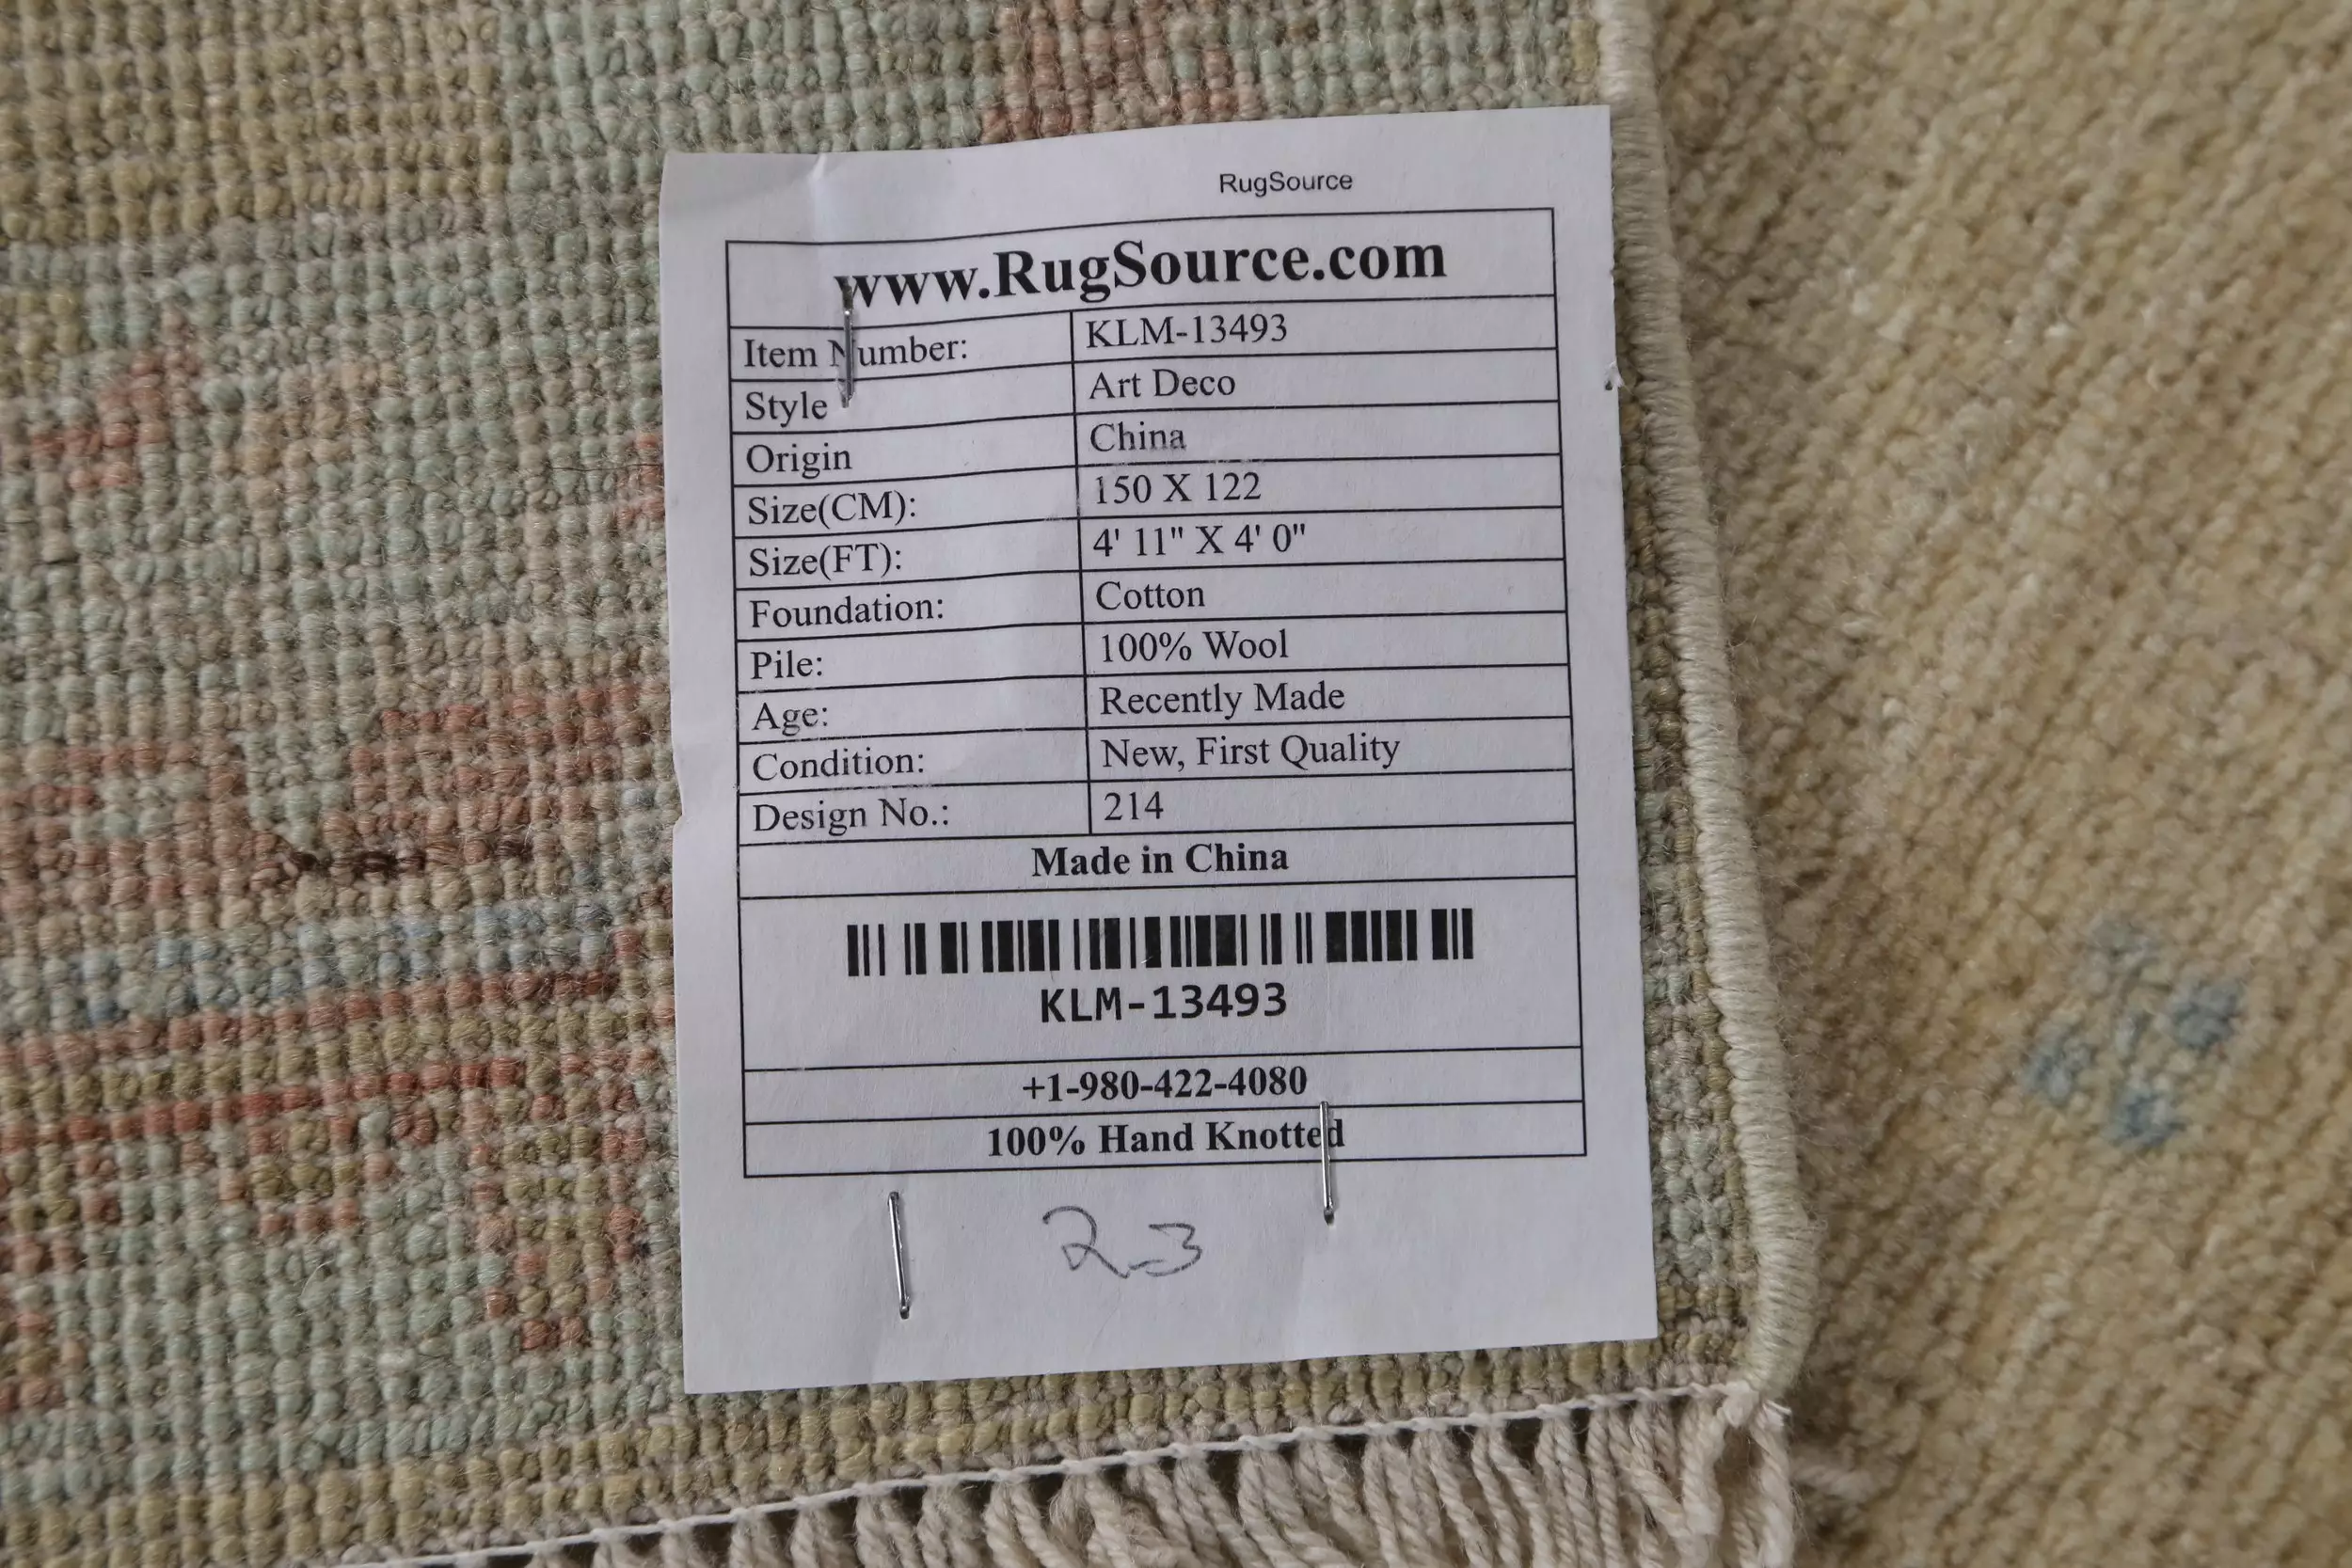 RugSource
www.RugSource.com
Item Number: KLM-13493
Style Art Deco
Origin China
Size(CM): 150 X 122
Size(FT): 4' 11" X 4' 0"
Foundation: Cotton
Pile: 100% Wool
Age: Recently Made
Condition: New, First Quality
Design No.: 214
Made in China
KLM-13493
+1-980-422-4080
100% Hand Knotted
2-3